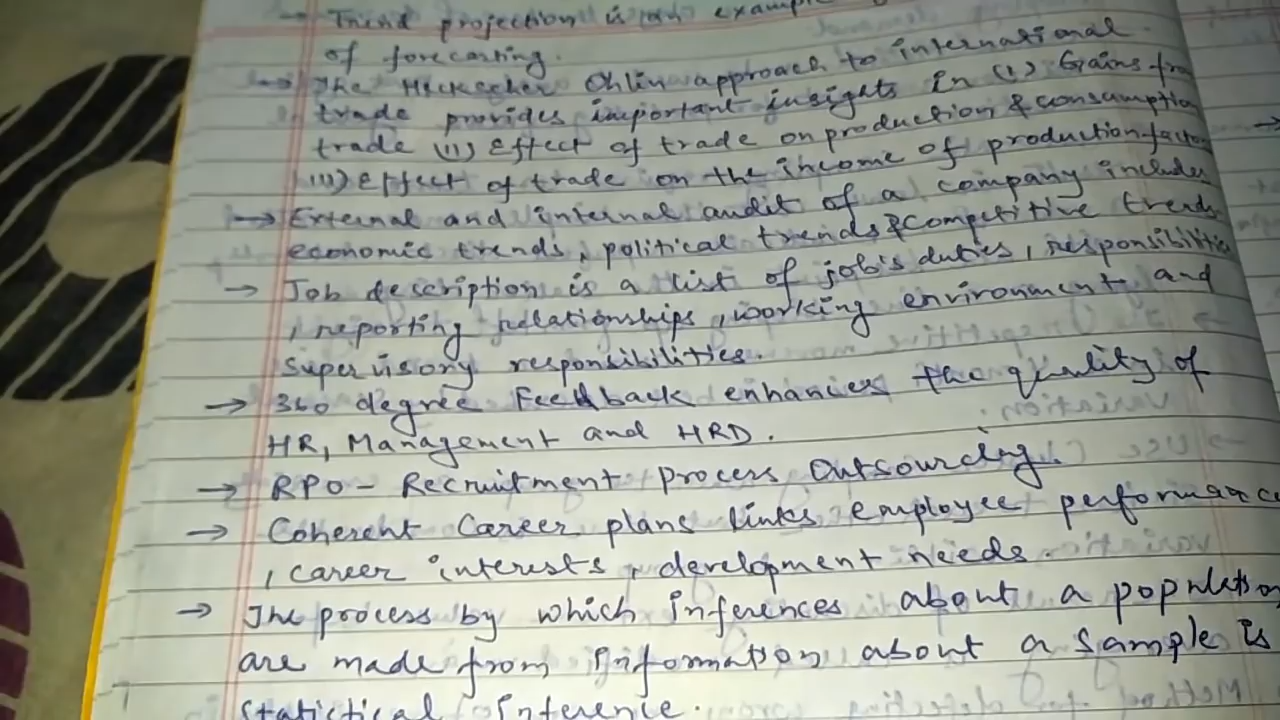 → Trend projection is an example
of forecasting.
→ The Heckscher Ohlin approach to international
trade provides important insights in (i) Gains fro
trade (ii) Effect of trade on production & consumption
(iii) Effect of trade on the income of production factor
→ External and internal audit of a company includes
economic trends, political trends & competitive trends
→ Job description is a list of job's duties, responsibilities
, reporting relationships, working environment and
supervisory responsibilities.
→ 360 degree Feedback enhances the quality of
HR, Management and HRD.
→ RPO - Recruitment Process Outsourcing.
→ Coherent Career plans links employee performance
, career interests, development needs.
→ The process by which inferences about a population
are made from information about a sample is
statistical inference.